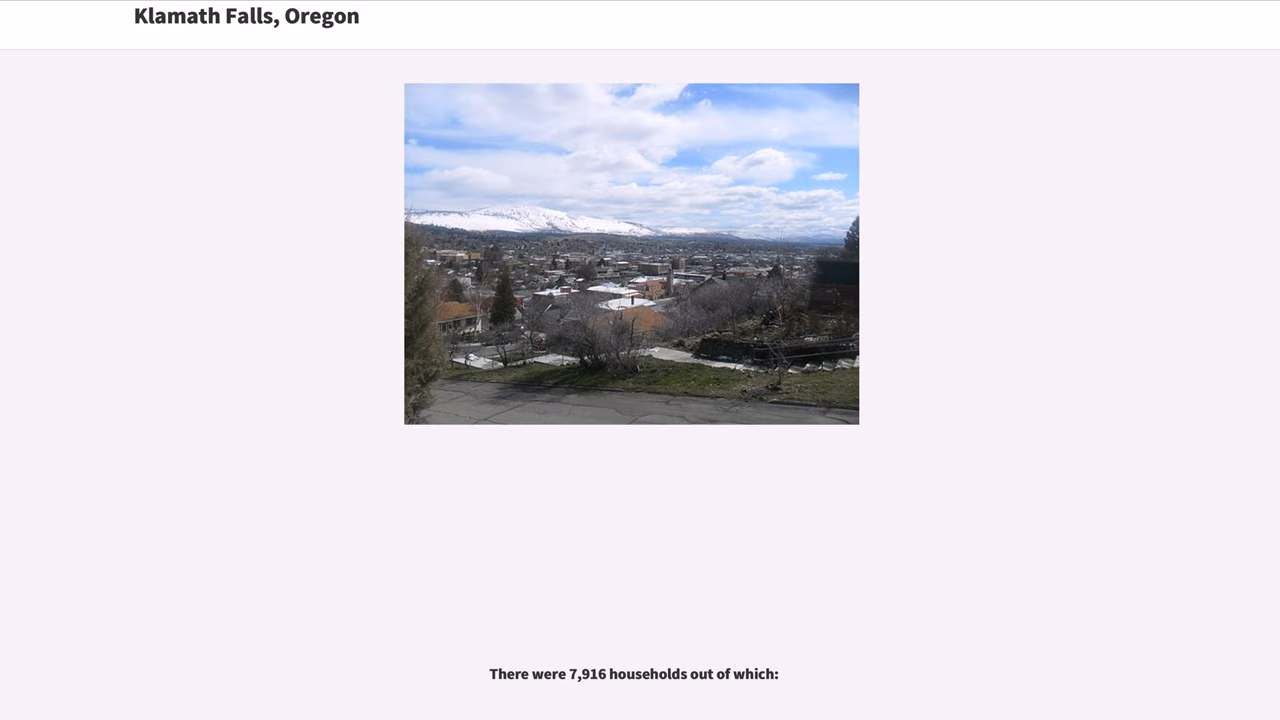 Klamath Falls, Oregon
There were 7,916 households out of which: